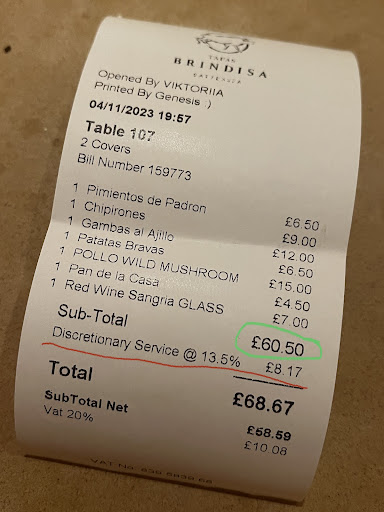 TAPAS
BRINDISA
BATTERSEA
Opened By VIKTORIIA
Printed By Genesis :)
04/11/2023 19:57
Table 107
2 Covers
Bill Number 159773
1 Pimientos de Padron £6.50
1 Chipirones £9.00
1 Gambas al Ajillo £12.00
1 Patatas Bravas £6.50
1 POLLO WILD MUSHROOM £15.00
1 Pan de la Casa £4.50
1 Red Wine Sangria GLASS £7.00
Sub-Total £60.50
Discretionary Service @ 13.5% £8.17
Total £68.67
SubTotal Net £58.59
Vat 20% £10.08
VAT No.